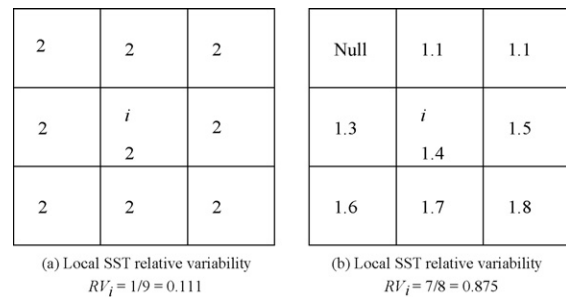 2 2 2
2 i 2
2
2 2 2
(a) Local SST relative variability
RV_i = 1/9 = 0.111
Null 1.1 1.1
1.3 i 1.5
1.4
1.6 1.7 1.8
(b) Local SST relative variability
RV_i = 7/8 = 0.875